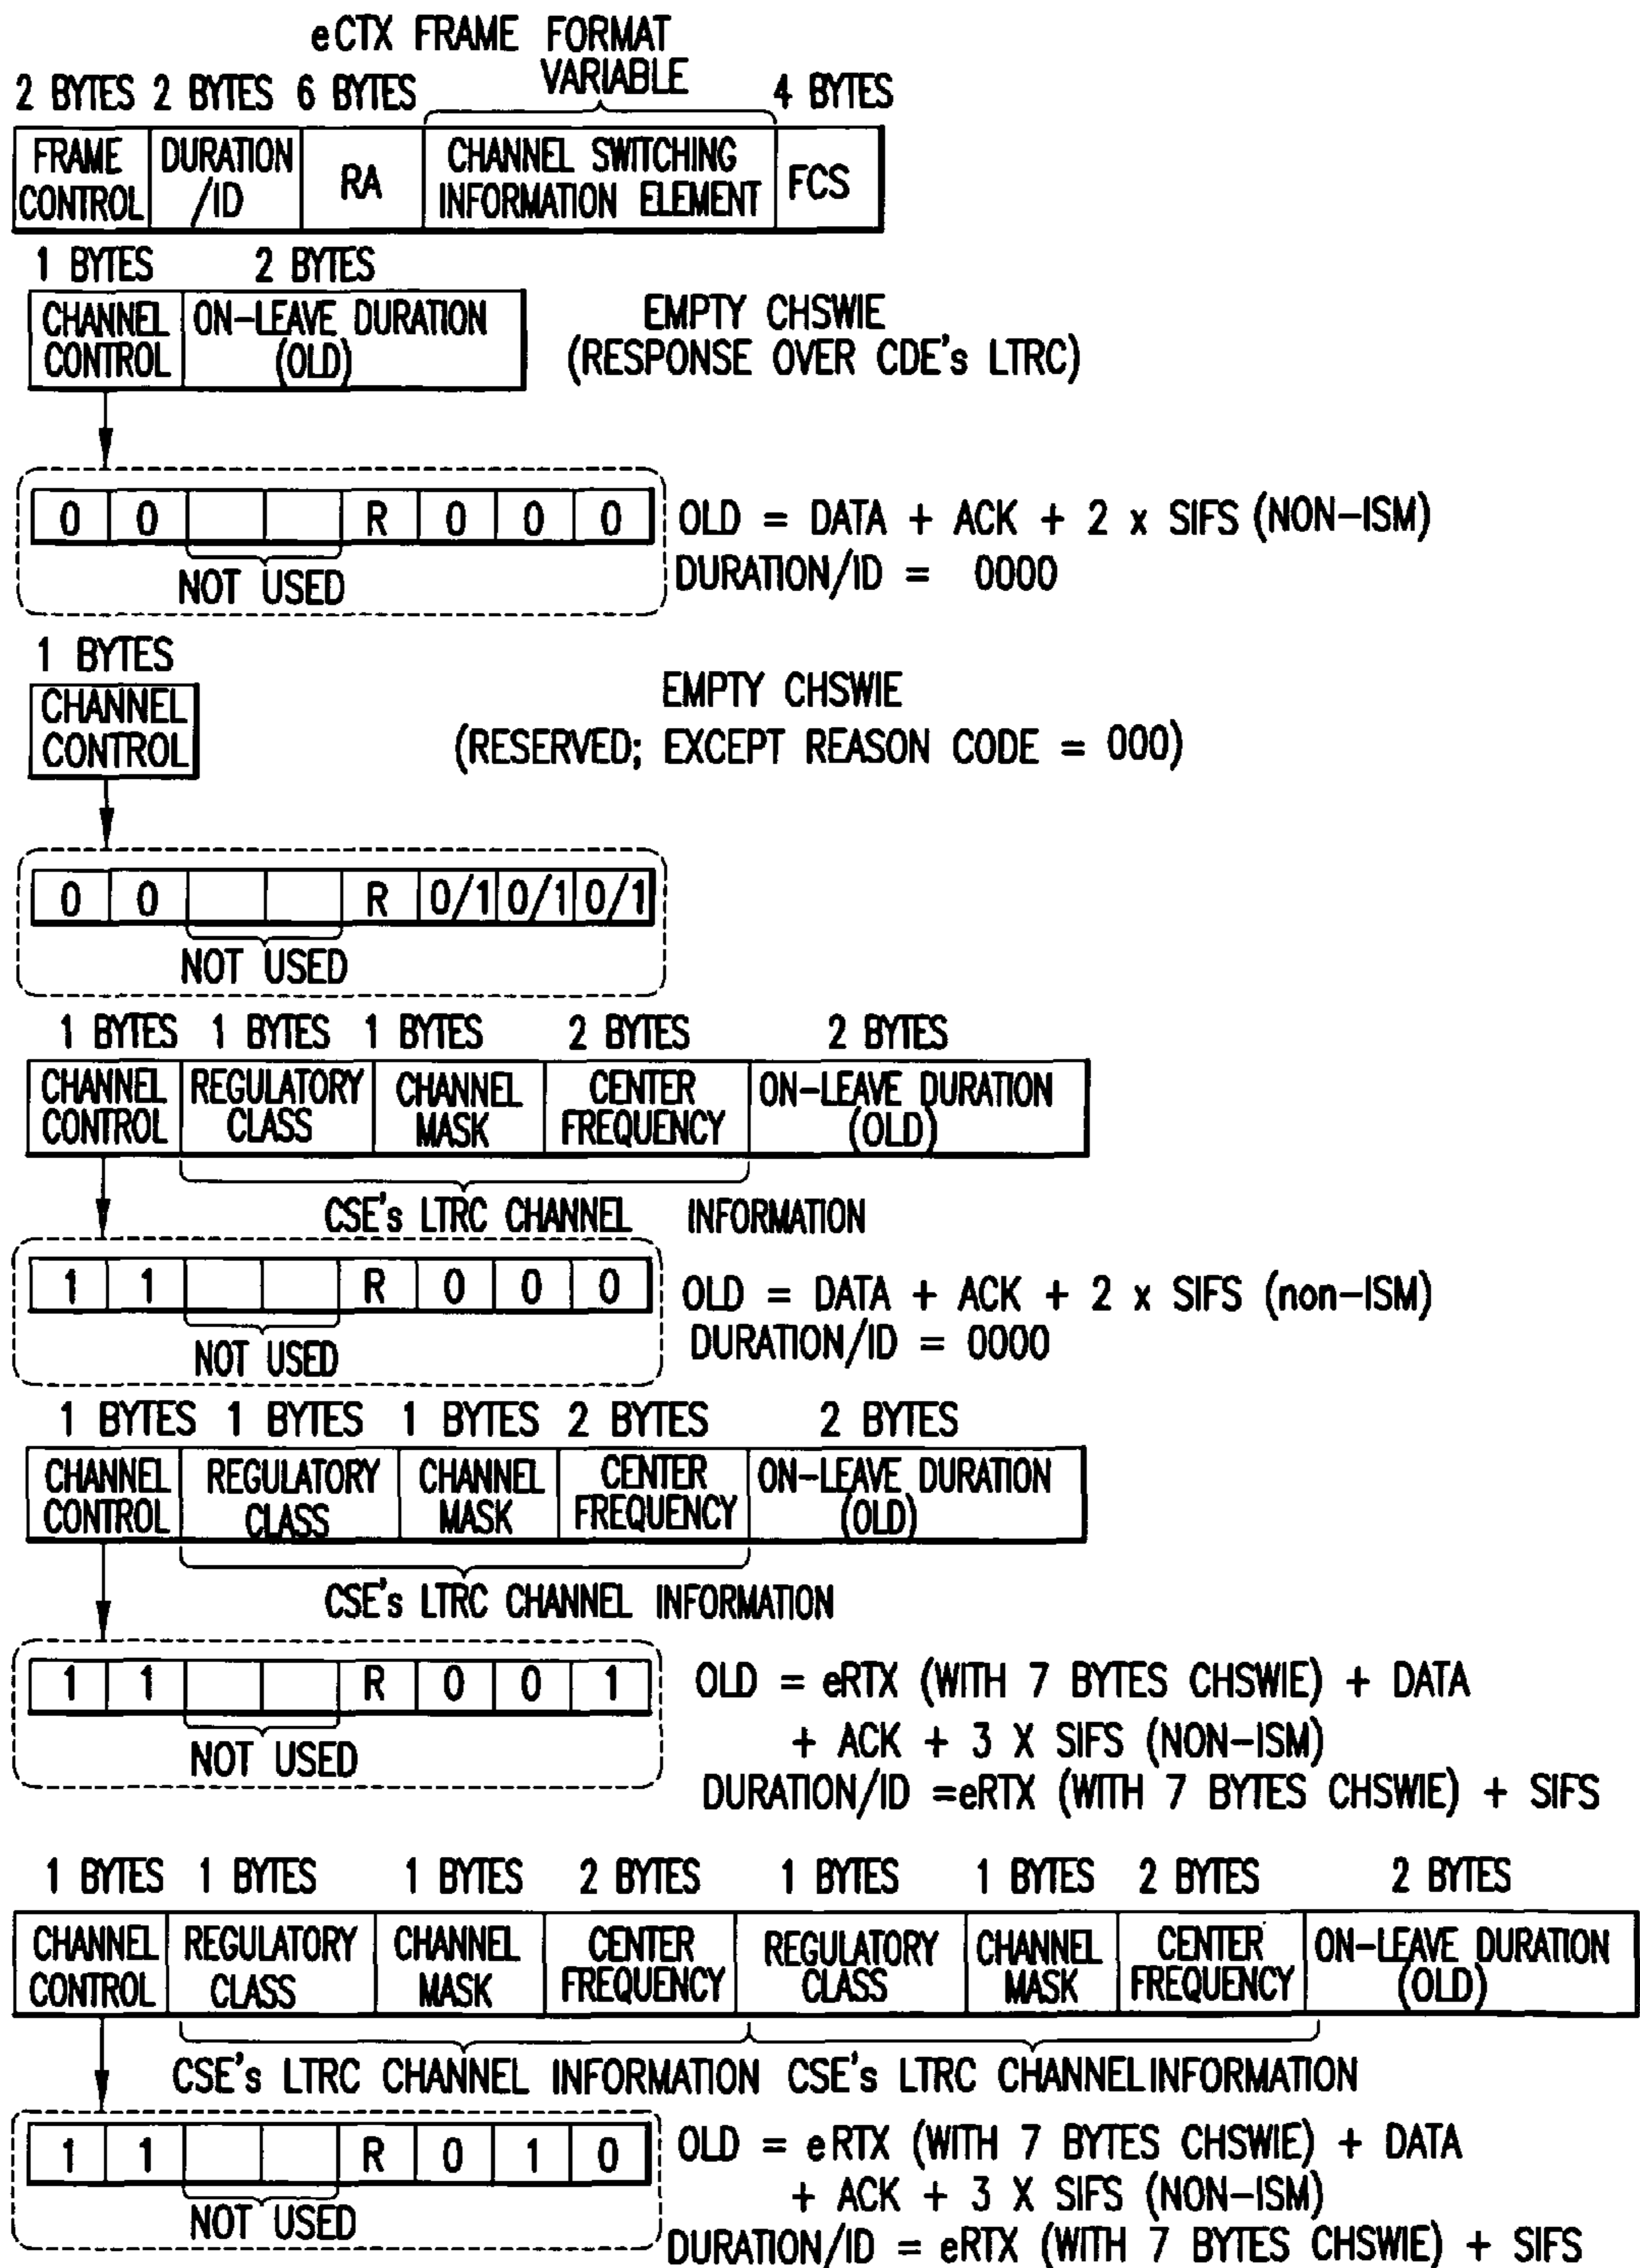 eCTX FRAME FORMAT
VARIABLE
2 BYTES 2 BYTES 6 BYTES 4 BYTES
FRAME CONTROL DURATION /ID RA CHANNEL SWITCHING INFORMATION ELEMENT FCS
1 BYTES 2 BYTES
CHANNEL CONTROL ON-LEAVE DURATION (OLD)
EMPTY CHSWIE
(RESPONSE OVER CDE's LTRC)
0 0 R 0 0 0
NOT USED
OLD = DATA + ACK + 2 x SIFS (NON-ISM)
DURATION/ID = 0000
1 BYTES
CHANNEL CONTROL
EMPTY CHSWIE
(RESERVED; EXCEPT REASON CODE = 000)
0 0 R 0/1 0/1 0/1
NOT USED
1 BYTES 1 BYTES 1 BYTES 2 BYTES 2 BYTES
CHANNEL CONTROL REGULATORY CLASS CHANNEL MASK CENTER FREQUENCY ON-LEAVE DURATION (OLD)
CSE's LTRC CHANNEL INFORMATION
1 1 R 0 0 0
NOT USED
OLD = DATA + ACK + 2 x SIFS (non-ISM)
DURATION/ID = 0000
1 BYTES 1 BYTES 1 BYTES 2 BYTES 2 BYTES
CHANNEL CONTROL REGULATORY CLASS CHANNEL MASK CENTER FREQUENCY ON-LEAVE DURATION (OLD)
CSE's LTRC CHANNEL INFORMATION
1 1 R 0 0 1
NOT USED
OLD = eRTX (WITH 7 BYTES CHSWIE) + DATA
+ ACK + 3 X SIFS (NON-ISM)
DURATION/ID =eRTX (WITH 7 BYTES CHSWIE) + SIFS
1 BYTES 1 BYTES 1 BYTES 2 BYTES 1 BYTES 1 BYTES 2 BYTES 2 BYTES
CHANNEL CONTROL REGULATORY CLASS CHANNEL MASK CENTER FREQUENCY REGULATORY CLASS CHANNEL MASK CENTER FREQUENCY ON-LEAVE DURATION (OLD)
CSE's LTRC CHANNEL INFORMATION CSE's LTRC CHANNELINFORMATION
1 1 R 0 1 0
NOT USED
OLD = eRTX (WITH 7 BYTES CHSWIE) + DATA
+ ACK + 3 X SIFS (NON-ISM)
DURATION/ID = eRTX (WITH 7 BYTES CHSWIE) + SIFS